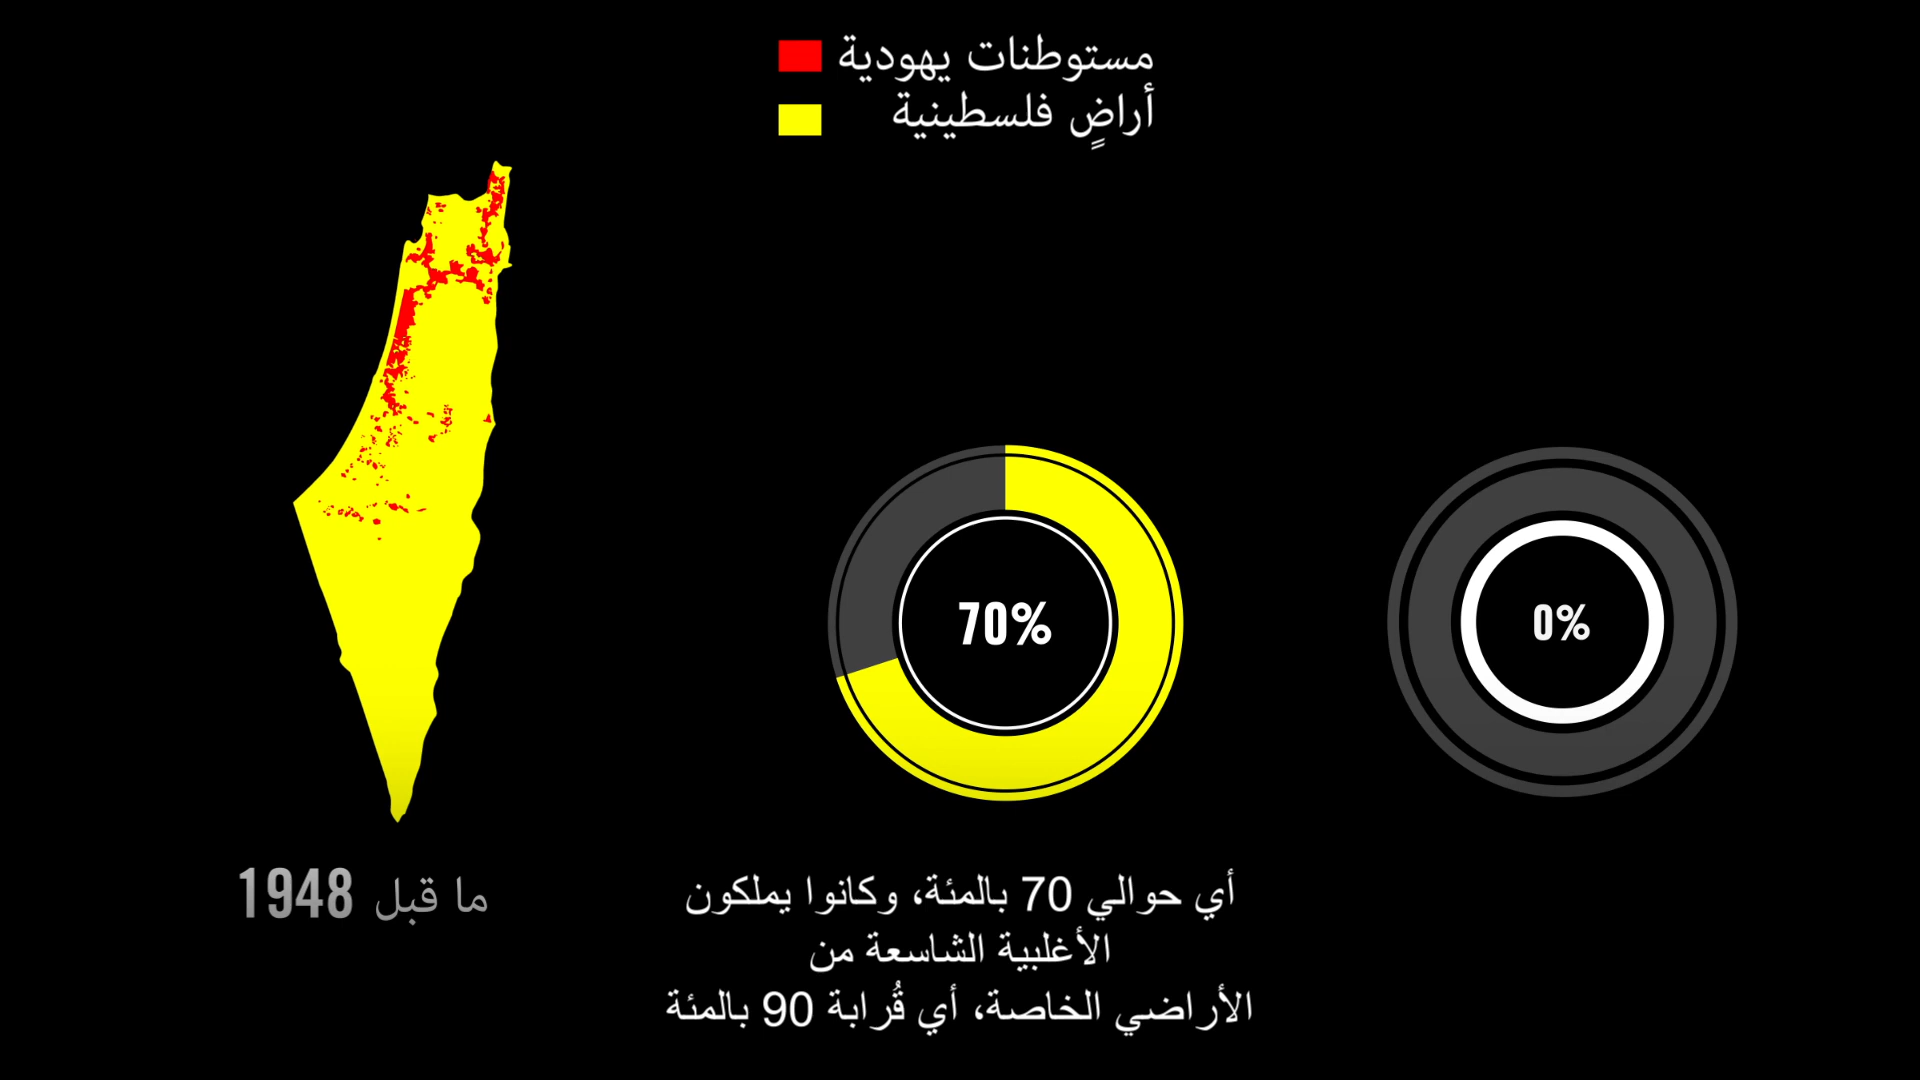 مستوطنات يهودية
أراضٍ فلسطينية
70%
0%
ما قبل 1948
أي حوالي 70 بالمئة، وكانوا يملكون
الأغلبية الشاسعة من
الأراضي الخاصة، أي قُرابة 90 بالمئة